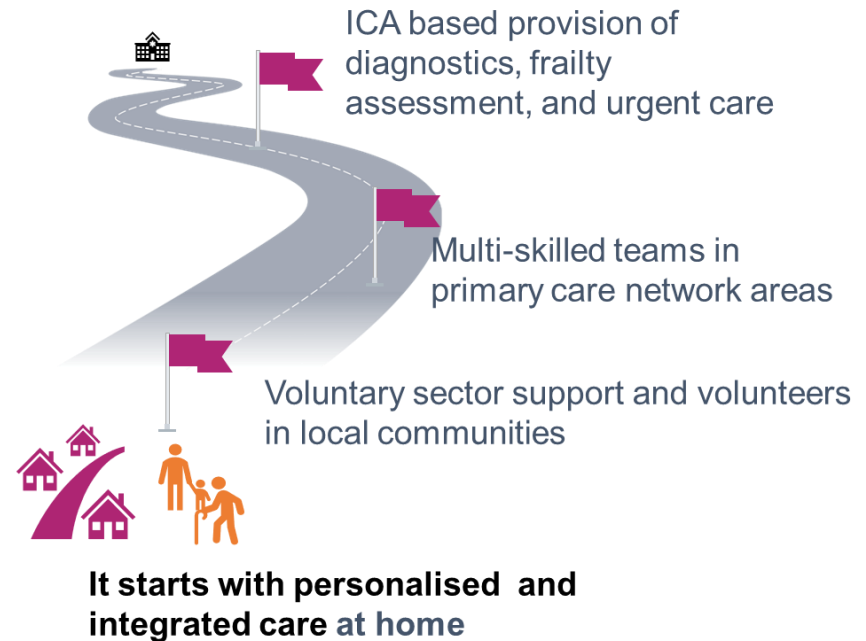 ICA based provision of
diagnostics, frailty
assessment, and urgent care
Multi-skilled teams in
primary care network areas
Voluntary sector support and volunteers
in local communities
It starts with personalised and
integrated care at home